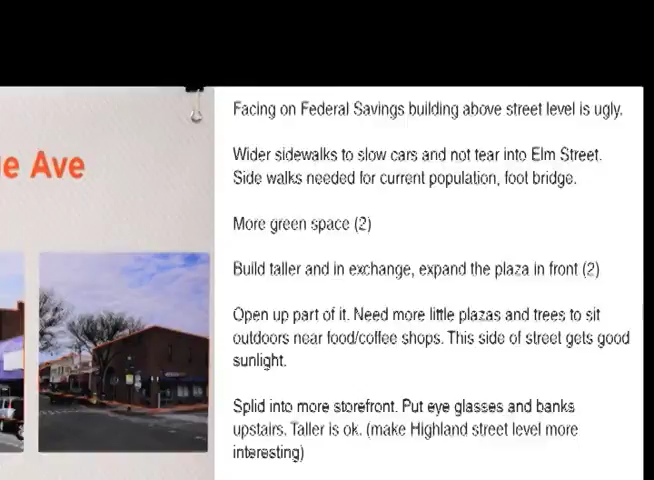 e Ave
Facing on Federal Savings building above street level is ugly.
Wider sidewalks to slow cars and not tear into Elm Street.
Side walks needed for current population, foot bridge.
More green space (2)
Build taller and in exchange, expand the plaza in front (2)
Open up part of it. Need more little plazas and trees to sit
outdoors near food/coffee shops. This side of street gets good
sunlight.
Splid into more storefront. Put eye glasses and banks
upstairs. Taller is ok. (make Highland street level more
interesting)